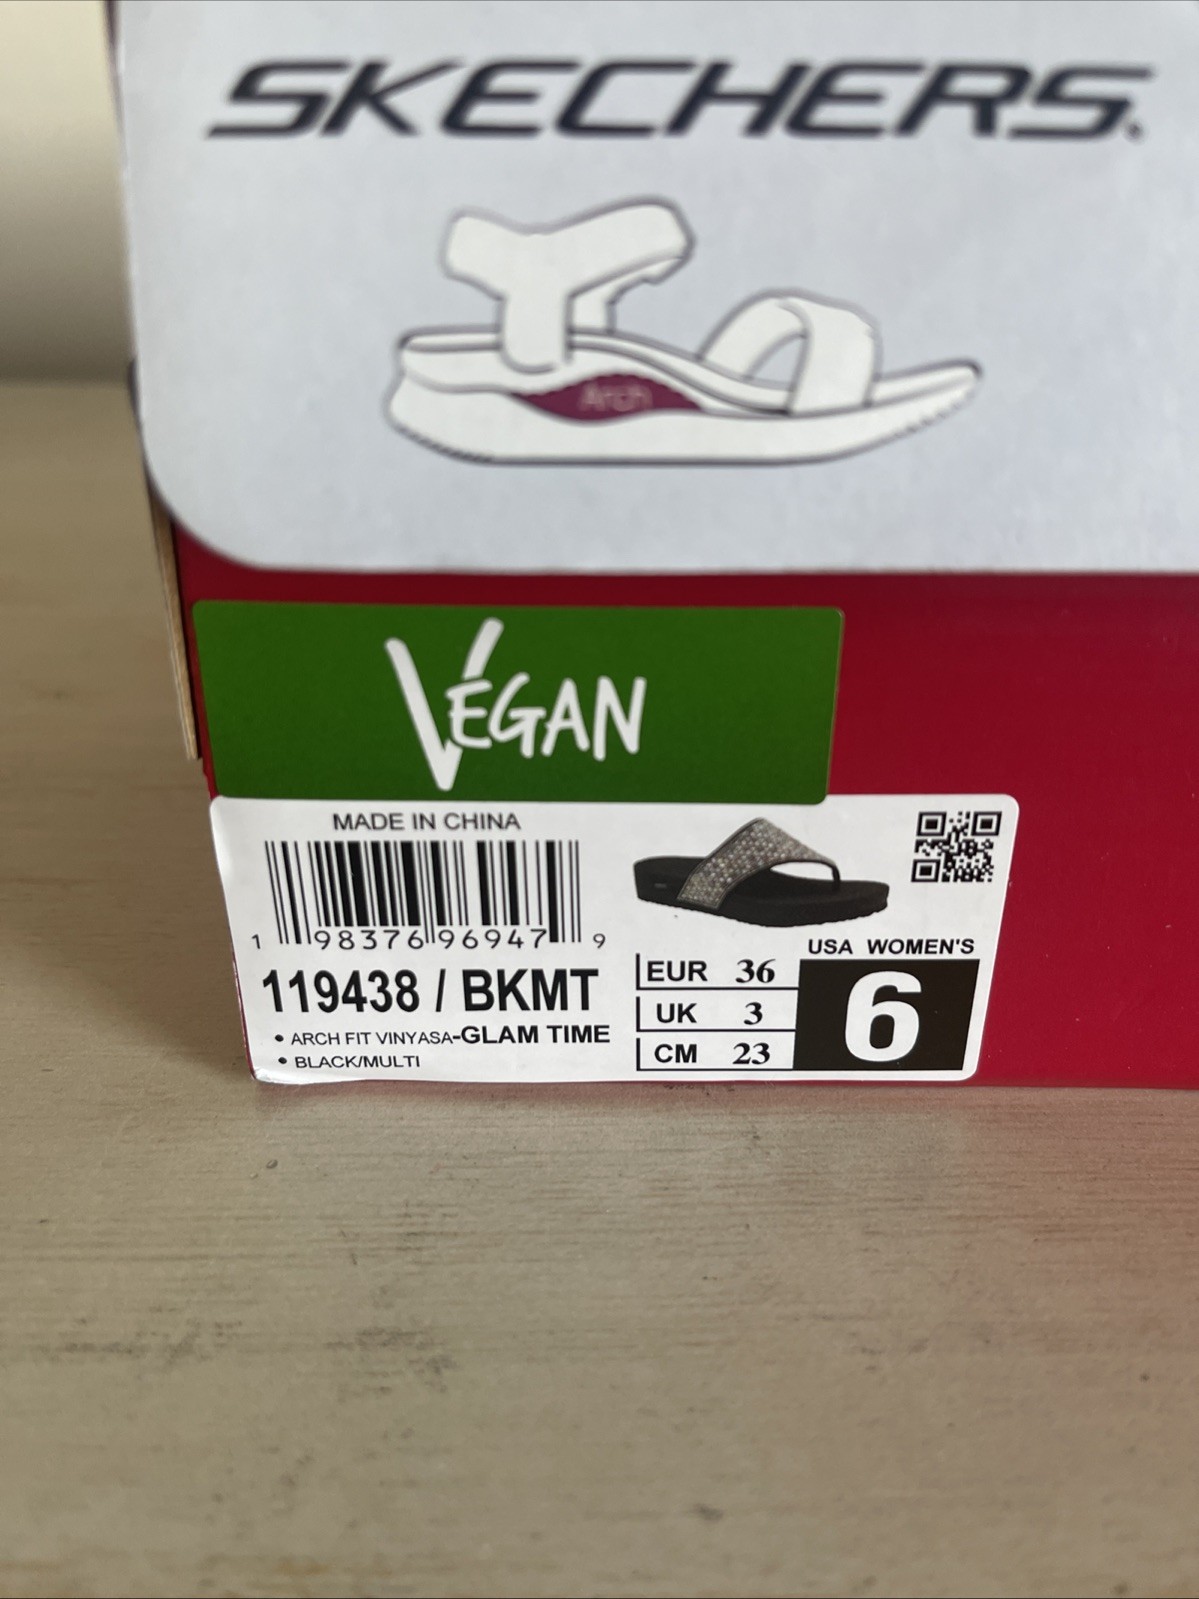 SKECHERS.
Arch
VEGAN
MADE IN CHINA
1 98376 96947 9
119438 / BKMT
• ARCH FIT VINYASA-GLAM TIME
• BLACK/MULTI
USA WOMEN'S
EUR 36
UK 3
CM 23
6